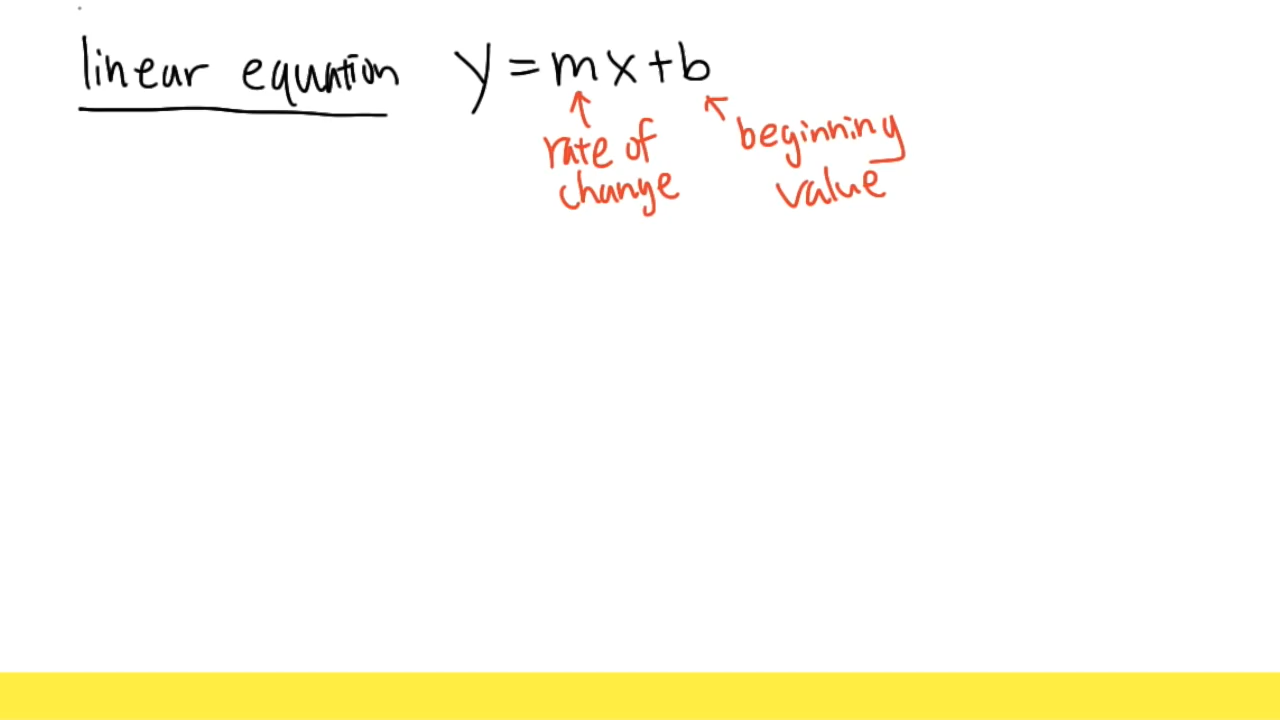 linear equation y = mx+b
rate of
change
beginning
value